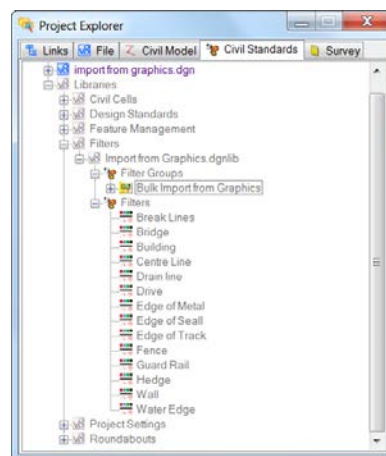 Project Explorer
Links File Civil Model Civil Standards Survey
import from graphics.dgn
Libraries
Civil Cells
Design Standards
Feature Management
Filters
Import from Graphics.dgnlib
Filter Groups
Bulk Import from Graphics
Filters
Break Lines
Bridge
Building
Centre Line
Drain line
Drive
Edge of Metal
Edge of Seall
Edge of Track
Fence
Guard Rail
Hedge
Wall
Water Edge
Project Settings
Roundabouts